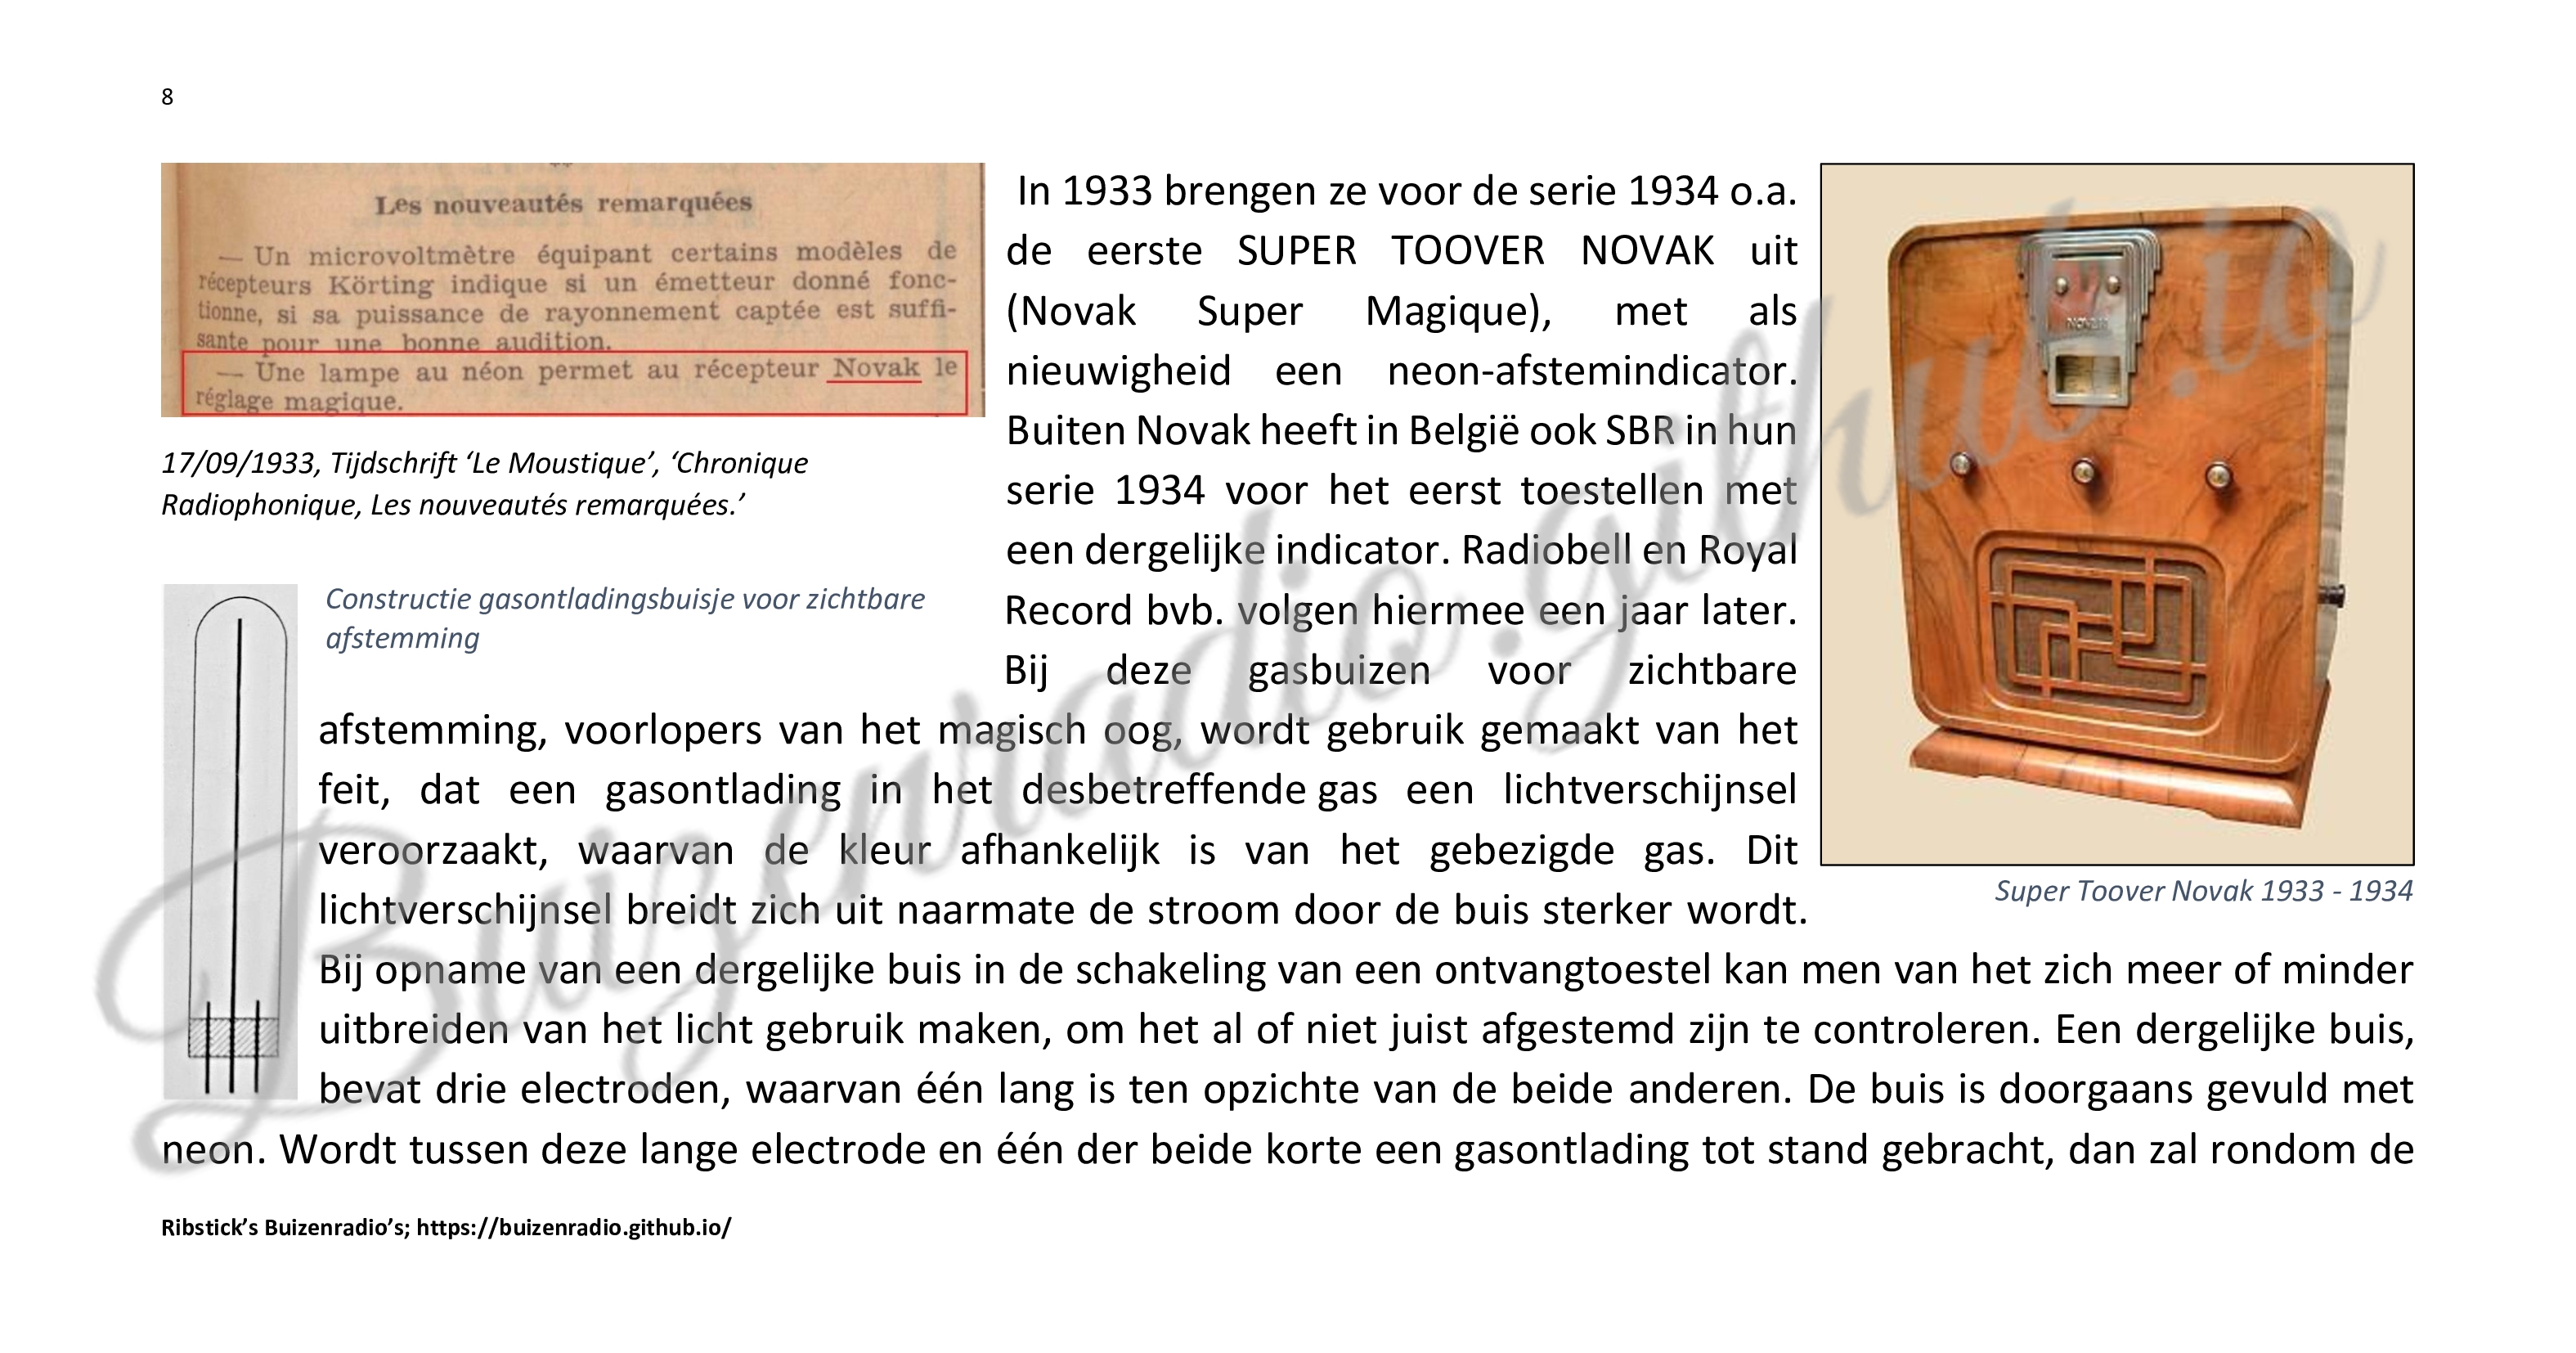 8
Les nouveautés remarquées
— Un microvoltmètre équipant certains modèles de
récepteurs Körting indique si un émetteur donné fonc-
tionne, si sa puissance de rayonnement captée est suffi-
sante pour une bonne audition.
— Une lampe au néon permet au récepteur Novak le
réglage magique.
17/09/1933, Tijdschrift ‘Le Moustique’, ‘Chronique
Radiophonique, Les nouveautés remarquées.’
Constructie gasontladingsbuisje voor zichtbare
afstemming
In 1933 brengen ze voor de serie 1934 o.a.
de eerste SUPER TOOVER NOVAK uit
(Novak Super Magique), met als
nieuwigheid een neon-afstemindicator.
Buiten Novak heeft in België ook SBR in hun
serie 1934 voor het eerst toestellen met
een dergelijke indicator. Radiobell en Royal
Record bvb. volgen hiermee een jaar later.
Bij deze gasbuizen voor zichtbare
afstemming, voorlopers van het magisch oog, wordt gebruik gemaakt van het
feit, dat een gasontlading in het desbetreffende gas een lichtverschijnsel
veroorzaakt, waarvan de kleur afhankelijk is van het gebezigde gas. Dit
lichtverschijnsel breidt zich uit naarmate de stroom door de buis sterker wordt.
Bij opname van een dergelijke buis in de schakeling van een ontvangtoestel kan men van het zich meer of minder
uitbreiden van het licht gebruik maken, om het al of niet juist afgestemd zijn te controleren. Een dergelijke buis,
bevat drie electroden, waarvan één lang is ten opzichte van de beide anderen. De buis is doorgaans gevuld met
neon. Wordt tussen deze lange electrode en één der beide korte een gasontlading tot stand gebracht, dan zal rondom de
NOVAK
Super Toover Novak 1933 - 1934
Buizenradio.github.io
Ribstick’s Buizenradio’s; https://buizenradio.github.io/